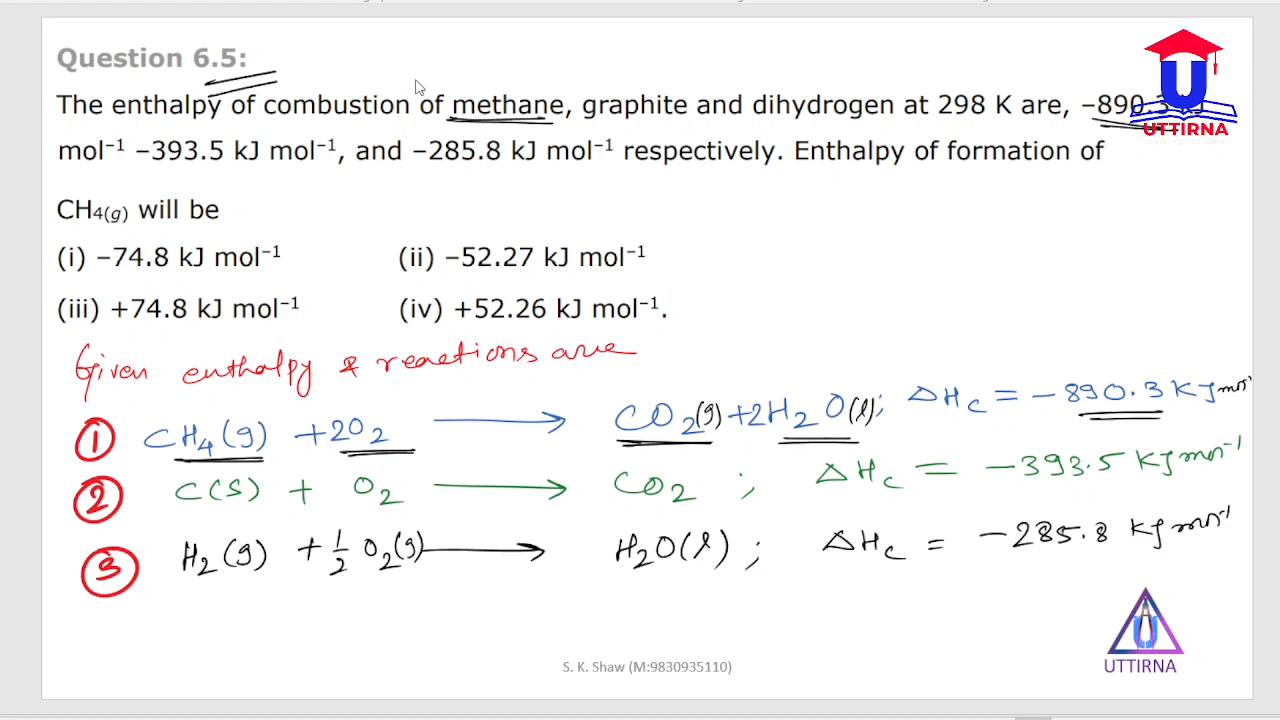 Question 6.5:
The enthalpy of combustion of methane, graphite and dihydrogen at 298 K are, –890.3 kJ
mol⁻¹ –393.5 kJ mol⁻¹, and –285.8 kJ mol⁻¹ respectively. Enthalpy of formation of
CH₄(g) will be
(i) –74.8 kJ mol⁻¹ (ii) –52.27 kJ mol⁻¹
(iii) +74.8 kJ mol⁻¹ (iv) +52.26 kJ mol⁻¹.
Given enthalpy & reactions are
① CH₄(g) + 2O₂ ⟶ CO₂(g) + 2H₂O(l); ΔHc = –890.3 KJ mol⁻¹
② C(S) + O₂ ⟶ CO₂ ; ΔHc = –393.5 KJ mol⁻¹
③ H₂(g) + ½ O₂(g) ⟶ H₂O(l) ; ΔHc = –285.8 KJ mol⁻¹
S. K. Shaw (M:9830935110)
UTTIRNA
UTTIRNA